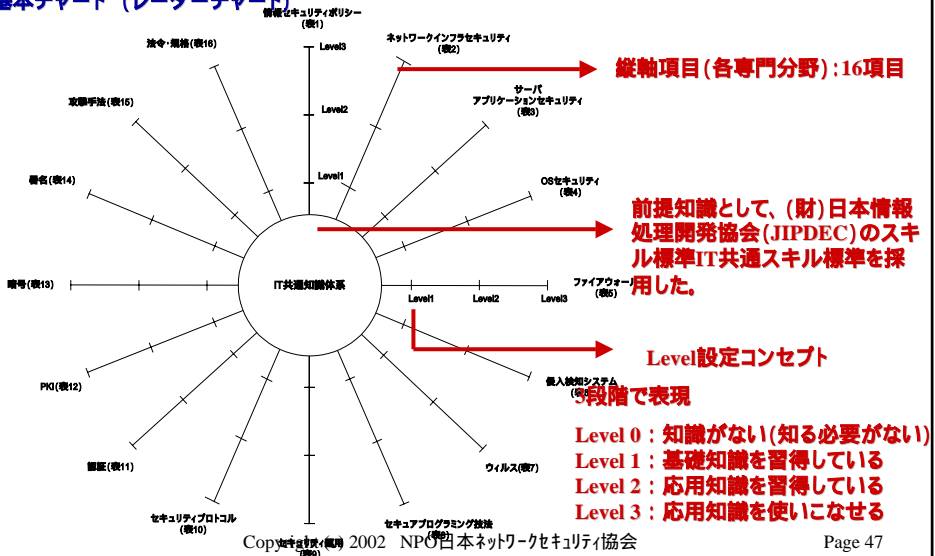 基本チャート (レーダーチャート)
情報セキュリティポリシー
(表1)
Level3
Level2
Level1
ネットワークインフラセキュリティ
(表2)
サーバ
アプリケーションセキュリティ
(表3)
OSセキュリティ
(表4)
ファイアウォール
(表5)
Level1
Level2
Level3
侵入検知システム
ウィルス(表7)
セキュアプログラミング技法
セキュリティ運用
(表9)
セキュリティプロトコル
(表10)
認証(表11)
PKI(表12)
暗号(表13)
署名(表14)
攻撃手法(表15)
法令・規格(表16)
IT共通知識体系
縦軸項目(各専門分野):16項目
前提知識として、(財)日本情報
処理開発協会(JIPDEC)のスキ
ル標準IT共通スキル標準を採
用した。
Level設定コンセプト
段階で表現
Level 0:知識がない(知る必要がない)
Level 1:基礎知識を習得している
Level 2:応用知識を習得している
Level 3:応用知識を使いこなせる
2002 NPO日本ネットワークセキュリティ協会
Page 47